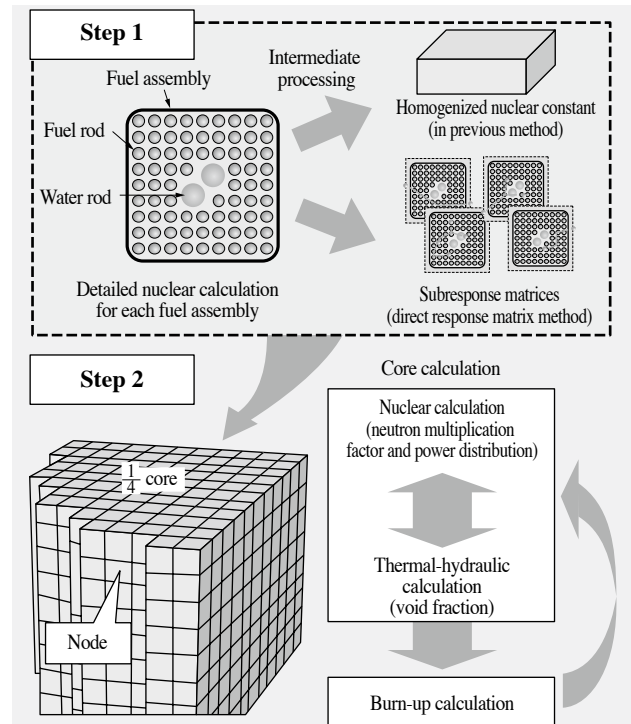 Step 1
Fuel assembly
Fuel rod
Water rod
Detailed nuclear calculation
for each fuel assembly
Intermediate
processing
Homogenized nuclear constant
(in previous method)
Subresponse matrices
(direct response matrix method)
Step 2
1/4 core
Node
Core calculation
Nuclear calculation
(neutron multiplication
factor and power distribution)
Thermal-hydraulic
calculation
(void fraction)
Burn-up calculation